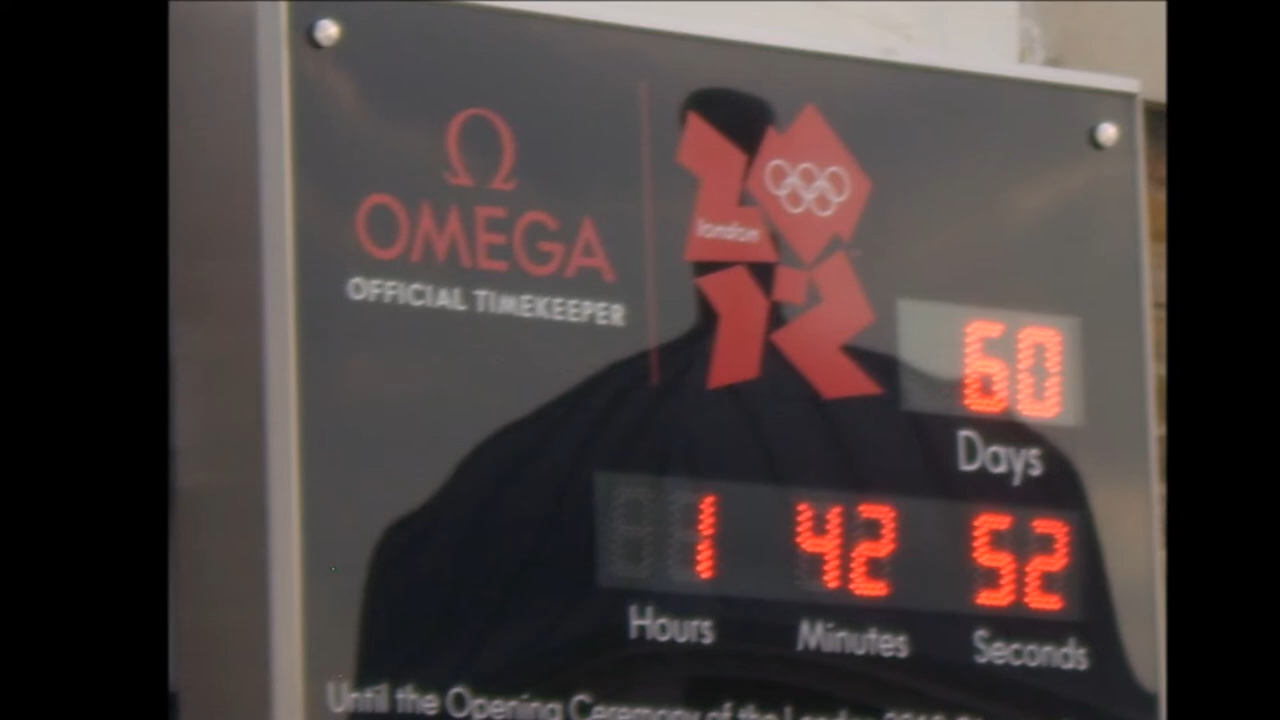 Ω
OMEGA
OFFICIAL TIMEKEEPER
london
60
Days
1 42 52
Hours Minutes Seconds
Until the Opening Ceremony of the London 2012